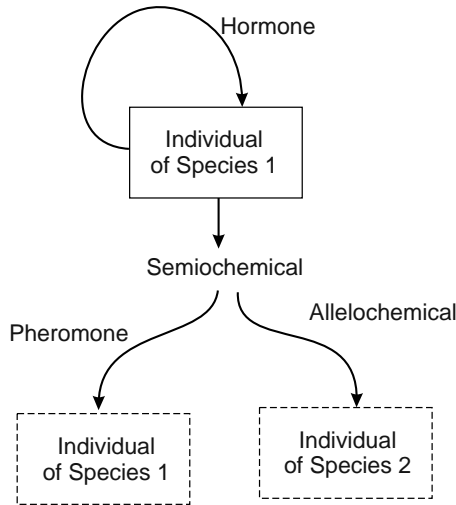 Hormone
Individual
of Species 1
Semiochemical
Pheromone
Allelochemical
Individual
of Species 1
Individual
of Species 2